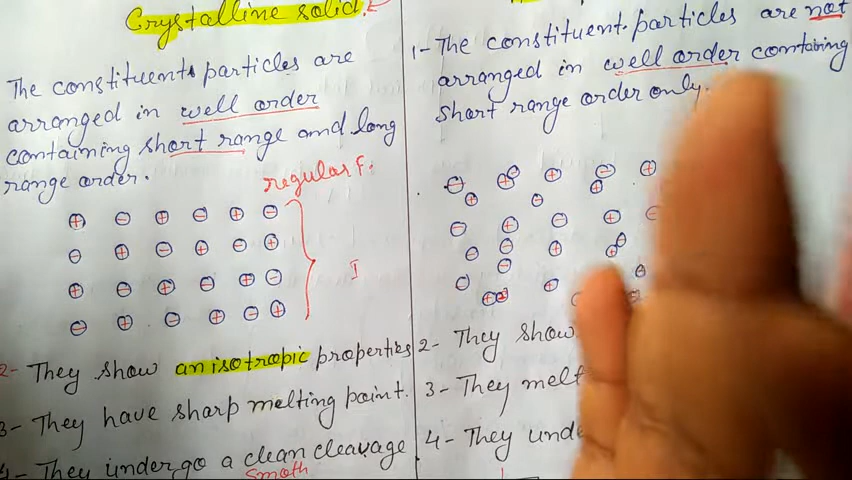 Crystalline solid.
The constituents particles are
arranged in well order
containing short range and long
range order.
regular F.
I
2- They show anisotropic properties
3- They have sharp melting point.
4- They undergo a clean cleavage
Smoth
1- The constituent particles are not
arranged in well order containing
short range order only.
2- They show
3- They melt
4- They unde